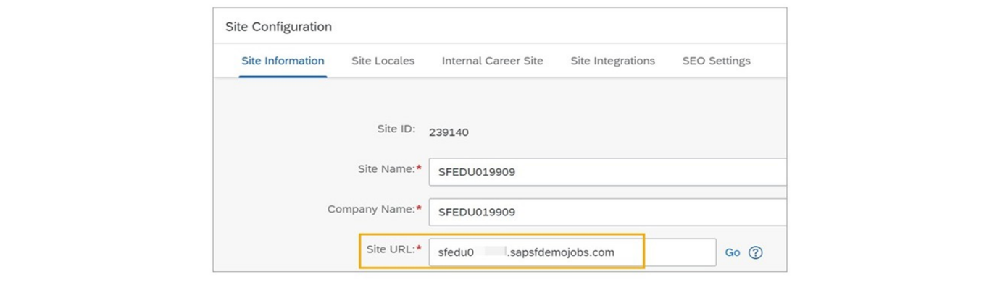 Site Configuration
Site Information Site Locales Internal Career Site Site Integrations SEO Settings
Site ID: 239140
Site Name:* SFEDU019909
Company Name:* SFEDU019909
Site URL:* sfedu0 .sapsfdemojobs.com Go ?